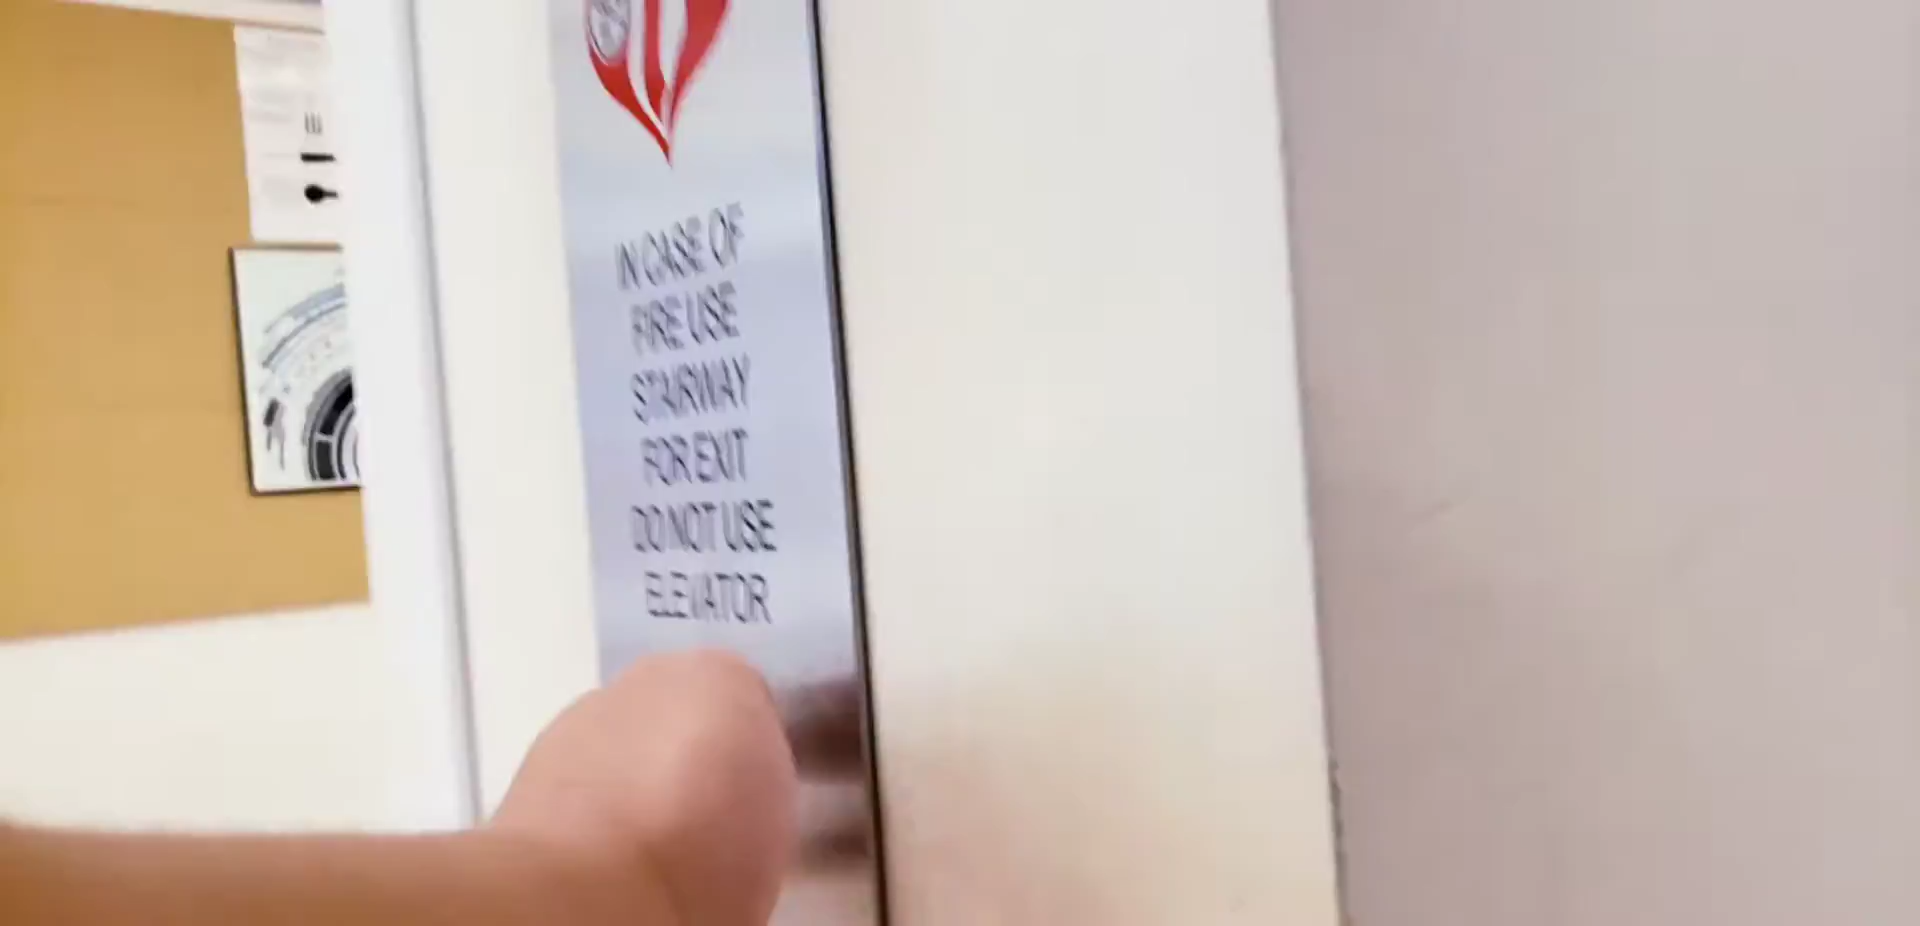 IN CASE OF
FIRE USE
STAIRWAY
FOR EXIT
DO NOT USE
ELEVATOR